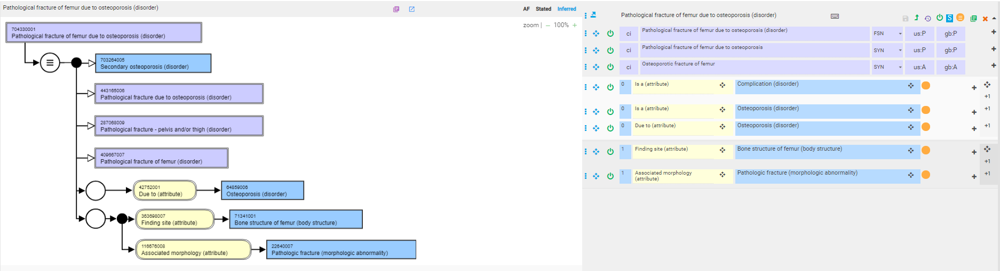 Pathological fracture of femur due to osteoporosis (disorder)
AF Stated Inferred
zoom | − 100% +
704330001
Pathological fracture of femur due to osteoporosis (disorder)
703264005
Secondary osteoporosis (disorder)
443165006
Pathological fracture due to osteoporosis (disorder)
287068009
Pathological fracture - pelvis and/or thigh (disorder)
409667007
Pathological fracture of femur (disorder)
42752001
Due to (attribute)
64859006
Osteoporosis (disorder)
363698007
Finding site (attribute)
71341001
Bone structure of femur (body structure)
116676008
Associated morphology (attribute)
22640007
Pathologic fracture (morphologic abnormality)
Pathological fracture of femur due to osteoporosis (disorder)
S
ci Pathological fracture of femur due to osteoporosis (disorder) FSN us:P gb:P
ci Pathological fracture of femur due to osteoporosis SYN us:P gb:P
ci Osteoporotic fracture of femur SYN us:A gb:A
0 Is a (attribute) Complication (disorder)
+1
0 Is a (attribute) Osteoporosis (disorder) +1
0 Due to (attribute) Osteoporosis (disorder) +1
1 Finding site (attribute) Bone structure of femur (body structure)
+1
1 Associated morphology (attribute) Pathologic fracture (morphologic abnormality) +1